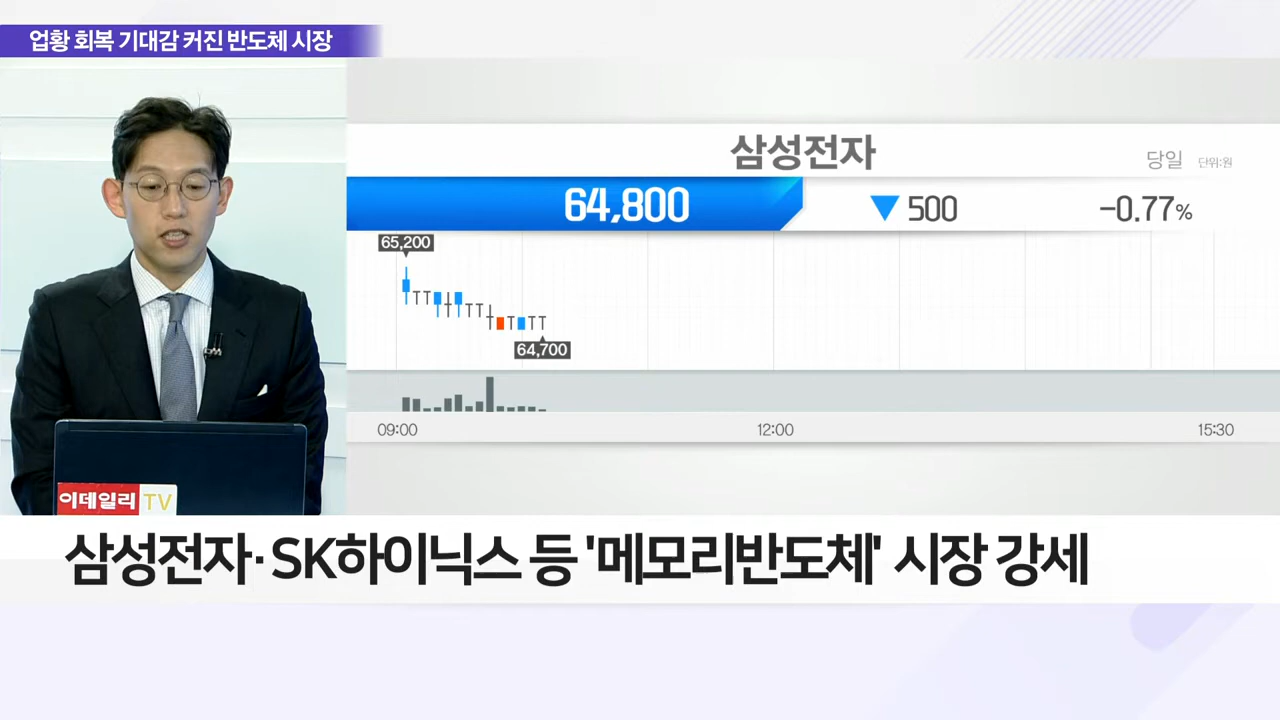 업황 회복 기대감 커진 반도체 시장
삼성전자
당일 단위:원
64,800 ▼ 500 -0.77%
65,200
64,700
09:00 12:00 15:30
이데일리 TV
삼성전자·SK하이닉스 등 '메모리반도체' 시장 강세